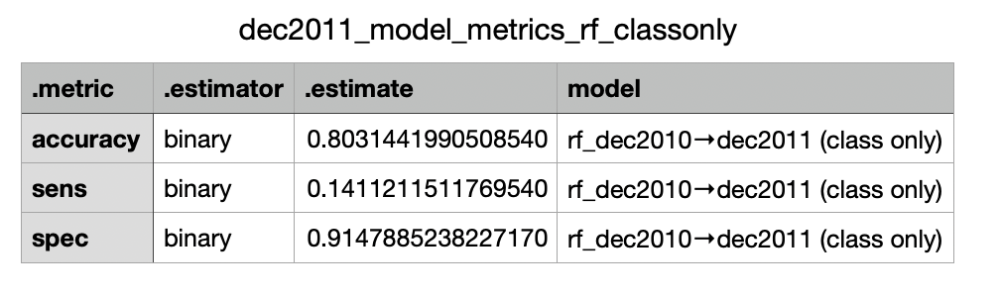 dec2011_model_metrics_rf_classonly
.metric .estimator .estimate model
accuracy binary 0.8031441990508540 rf_dec2010→dec2011 (class only)
sens binary 0.1411211511769540 rf_dec2010→dec2011 (class only)
spec binary 0.9147885238227170 rf_dec2010→dec2011 (class only)